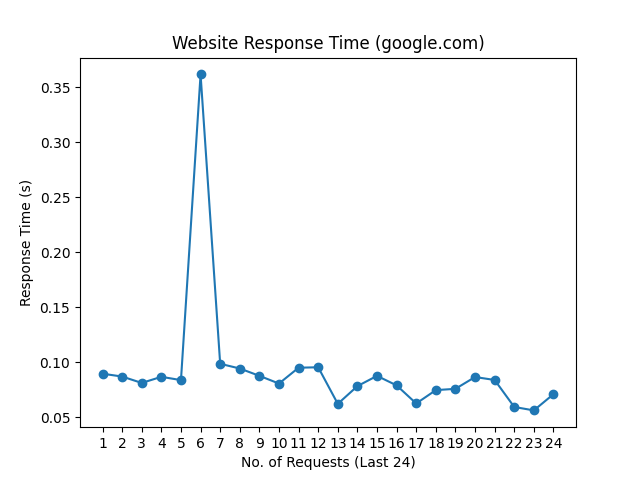 Website Response Time (google.com)
0.35
0.30
0.25
0.20
0.15
0.10
0.05
Response Time (s)
1 2 3 4 5 6 7 8 9 10 11 12 13 14 15 16 17 18 19 20 21 22 23 24
No. of Requests (Last 24)